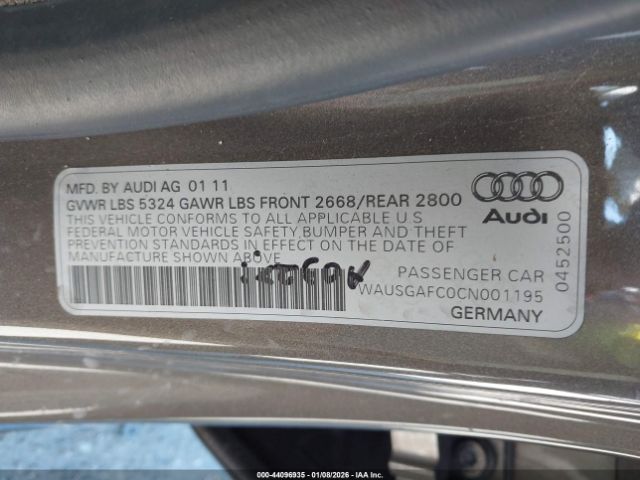 MFD. BY AUDI AG 01 11
GVWR LBS 5324 GAWR LBS FRONT 2668/REAR 2800
THIS VEHICLE CONFORMS TO ALL APPLICABLE U S
FEDERAL MOTOR VEHICLE SAFETY,BUMPER AND THEFT
PREVENTION STANDARDS IN EFFECT ON THE DATE OF
MANUFACTURE SHOWN ABOVE
Audi
0452500
PASSENGER CAR
WAUSGAFC0CN001195
GERMANY
000-44096935 - 01/08/2026 - IAA Inc.